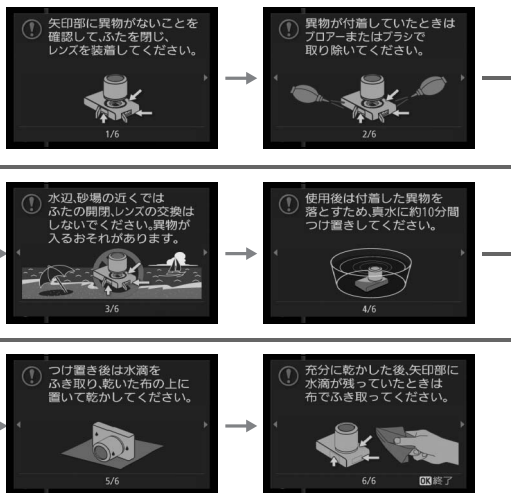 矢印部に異物がないことを
確認して、ふたを閉じ、
レンズを装着してください。
1/6
異物が付着していたときは
ブロアーまたはブラシで
取り除いてください。
2/6
水辺、砂場の近くでは
ふたの開閉、レンズの交換は
しないでください。異物が
入るおそれがあります。
3/6
使用後は付着した異物を
落とすため、真水に約10分間
つけ置きしてください。
4/6
つけ置き後は水滴を
ふき取り、乾いた布の上に
置いて乾かしてください。
5/6
充分に乾かした後、矢印部に
水滴が残っていたときは
布でふき取ってください。
6/6
OK終了